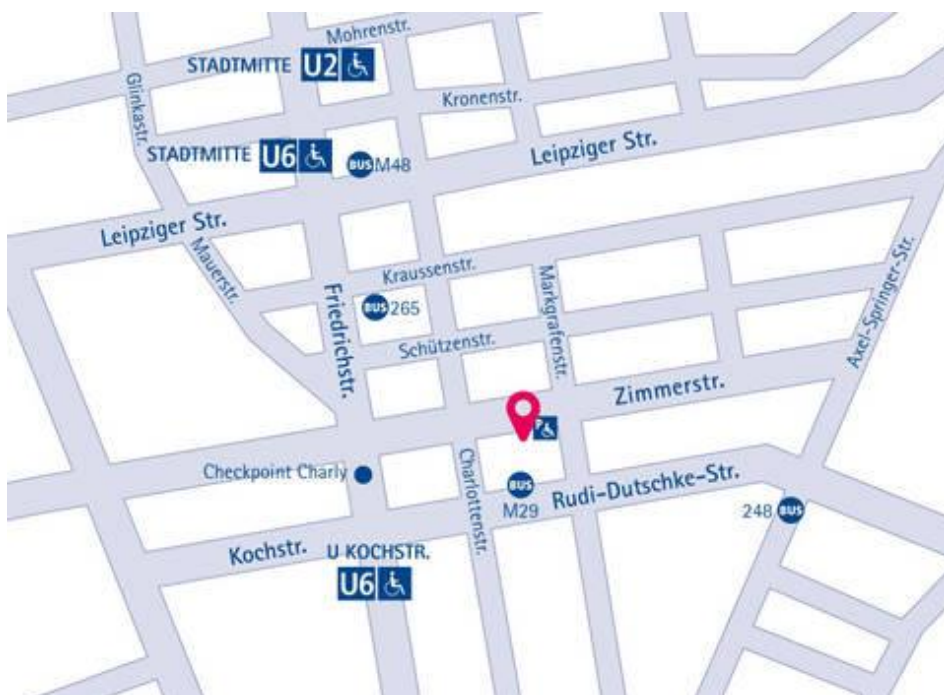 Mohrenstr.
STADTMITTE U2
Glinkastr.
Kronenstr.
STADTMITTE U6
BUS M48
Leipziger Str.
Leipziger Str.
Mauerstr.
Kraussenstr.
Markgrafenstr.
Axel-Springer-Str.
Friedrichstr.
BUS 265
Schützenstr.
Zimmerstr.
P
Checkpoint Charly
Charlottenstr.
BUS
M29
Rudi-Dutschke-Str.
248 BUS
Kochstr.
U KOCHSTR.
U6